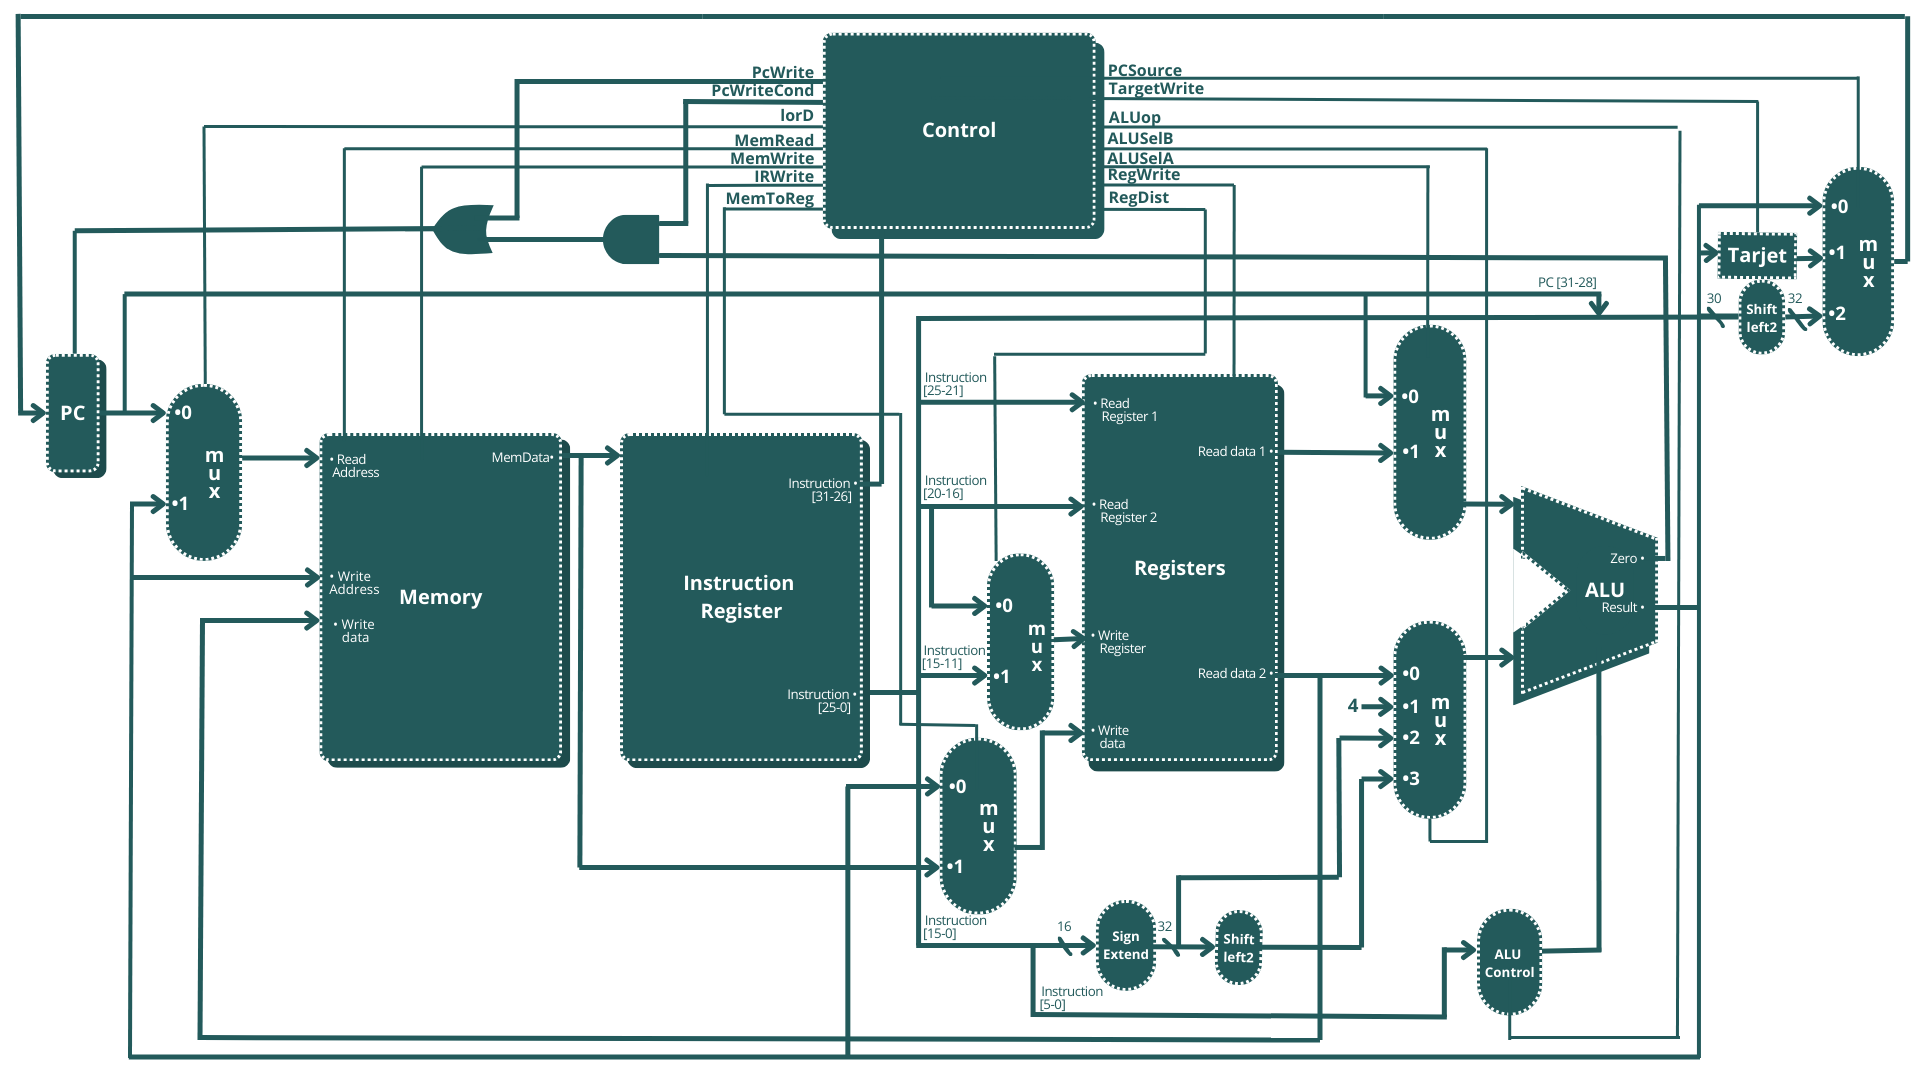 PcWrite
PcWriteCond
IorD
MemRead
MemWrite
IRWrite
MemToReg
Control
PCSource
TargetWrite
ALUop
ALUSelB
ALUSelA
RegWrite
RegDist
PC [31-28]
•0
•1
•2
m
u
x
Tarjet
30
32
Shift
left2
PC
•0
•1
m
u
x
• Read
Address
MemData•
• Write
Address
• Write
data
Memory
Instruction •
[31-26]
Instruction
Register
Instruction •
[25-0]
Instruction
[25-21]
Instruction
[20-16]
Instruction
[15-11]
•0
•1
m
u
x
• Read
Register 1
• Read
Register 2
Registers
• Write
Register
• Write
data
Read data 1 •
Read data 2 •
•0
•1
m
u
x
•0
•1
m
u
x
4
•0
•1
•2
•3
m
u
x
Zero •
ALU
Result •
Instruction
[15-0]
16
Sign
Extend
32
Shift
left2
Instruction
[5-0]
ALU
Control